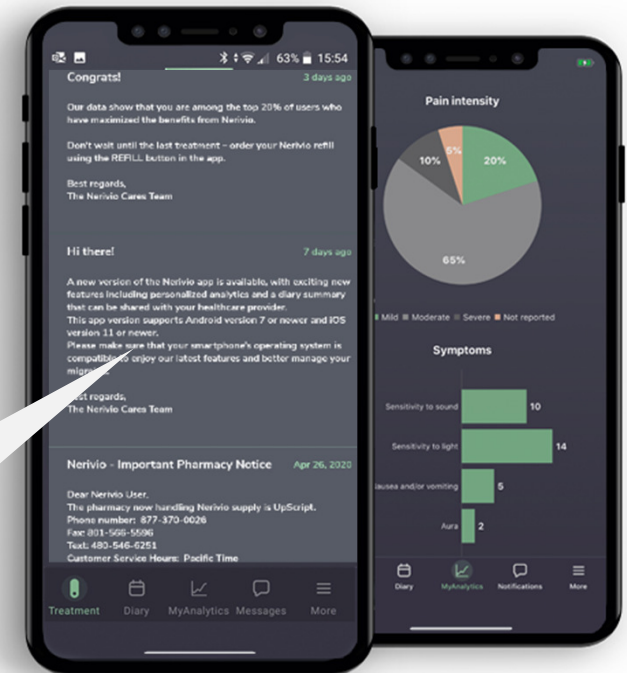 63% 15:54
Congrats! 3 days ago
Our data show that you are among the top 20% of users who
have maximized the benefits from Nerivio.
Don't wait until the last treatment – order your Nerivio refill
using the REFILL button in the app.
Best regards,
The Nerivio Cares Team
Hi there! 7 days ago
A new version of the Nerivio app is available, with exciting new
features including personalized analytics and a diary summary
that can be shared with your healthcare provider.
This app version supports Android version 7 or newer and iOS
version 11 or newer.
Please make sure that your smartphone's operating system is
compatible to enjoy our latest features and better manage your
regards,
The Nerivio Cares Team
Nerivio - Important Pharmacy Notice Apr 26, 2020
Dear Nerivio User,
The pharmacy now handling Nerivio supply is UpScript.
Phone number: 877-370-0026
Fax: 801-566-5596
Text: 480-546-6251
Customer Service Hours: Pacific Time
Treatment Diary MyAnalytics Messages More
Pain intensity
5%
10% 20%
65%
Mild Moderate Severe Not reported
Symptoms
Sensitivity to sound 10
Sensitivity to light 14
and/or vomiting 5
Aura 2
Diary MyAnalytics Notifications More